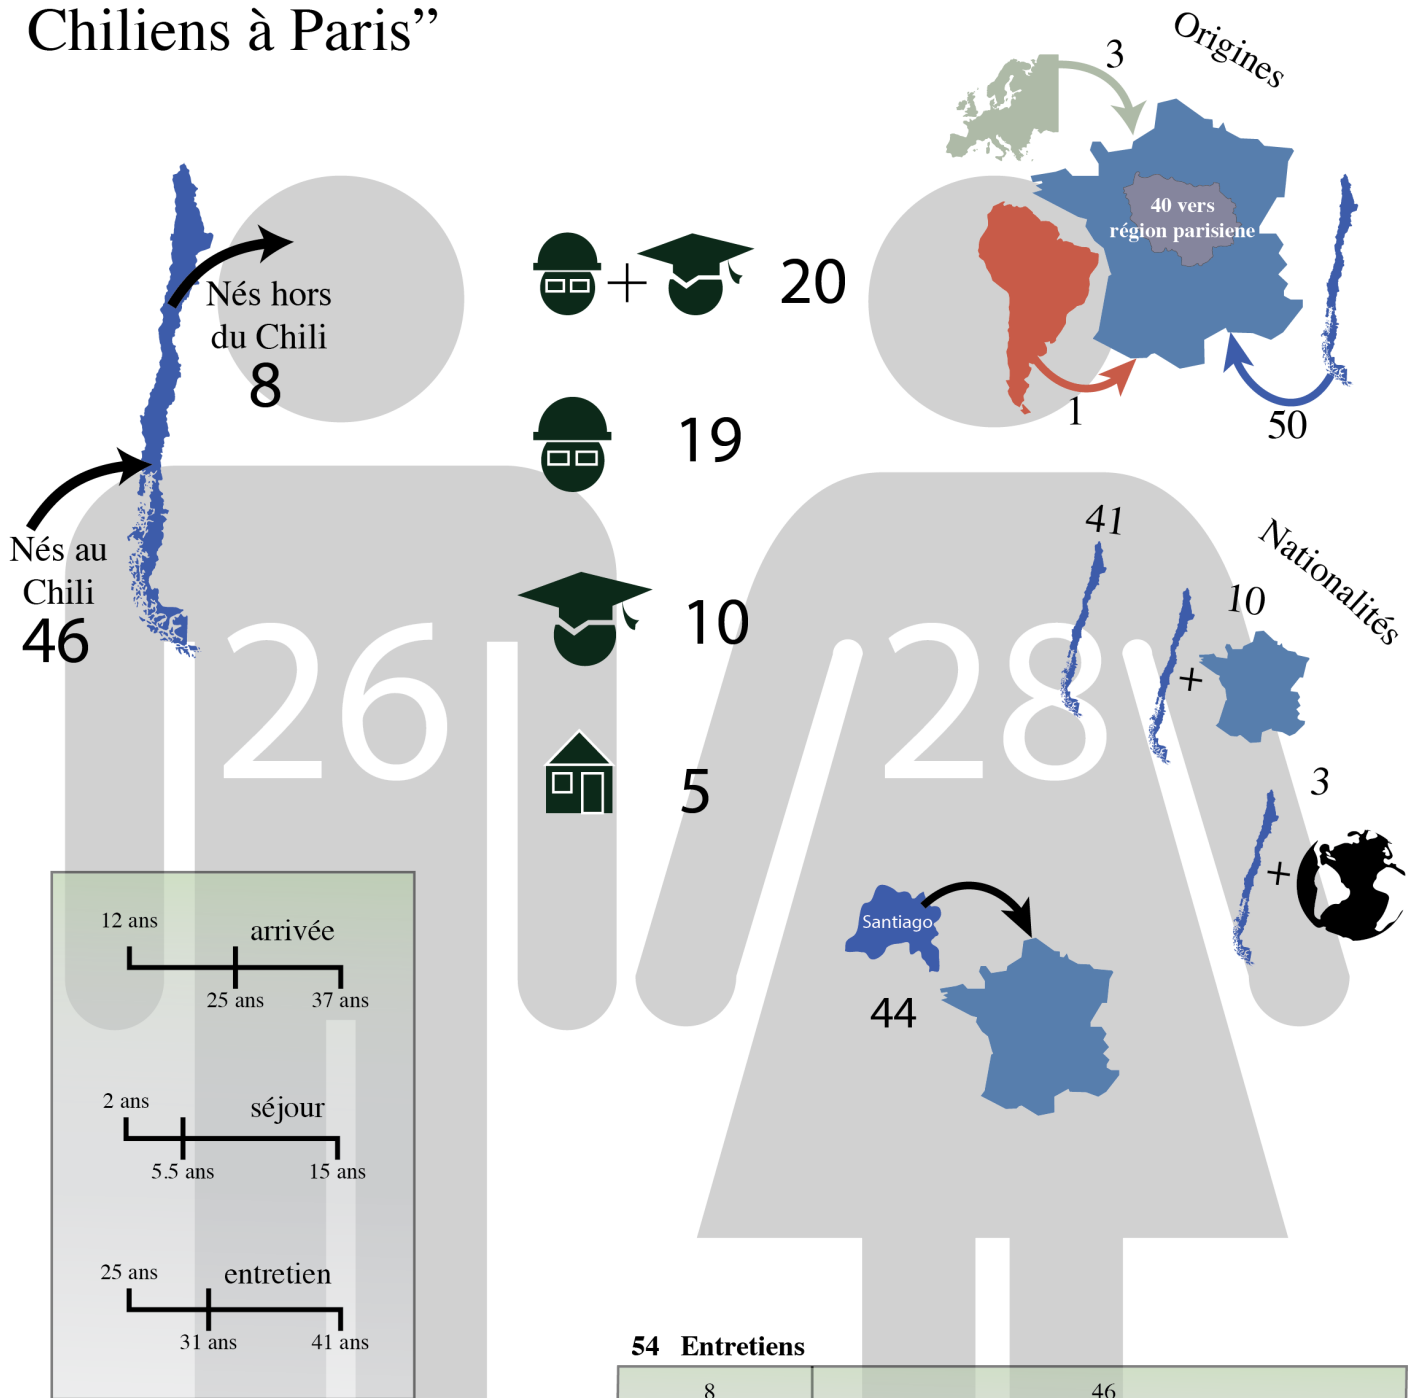 Chiliens à Paris”
Origines
3
40 vers
région parisiene
1
50
Nés hors
du Chili
8
Nés au
Chili
46
20
19
10
5
26
28
Nationalités
41
10
+
3
+
Santiago
44
12 ans
arrivée
25 ans
37 ans
2 ans
séjour
5.5 ans
15 ans
25 ans
entretien
31 ans
41 ans
54 Entretiens
8
46